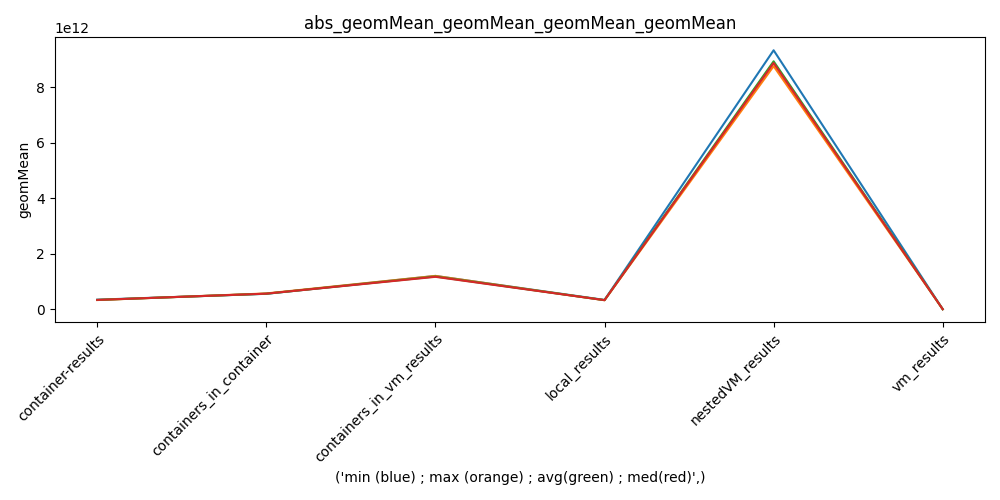 abs_geomMean_geomMean_geomMean_geomMean
1e12
8
6
4
2
0
geomMean
container-results
containers_in_container
containers_in_vm_results
local_results
nestedVM_results
vm_results
('min (blue) ; max (orange) ; avg(green) ; med(red)',)